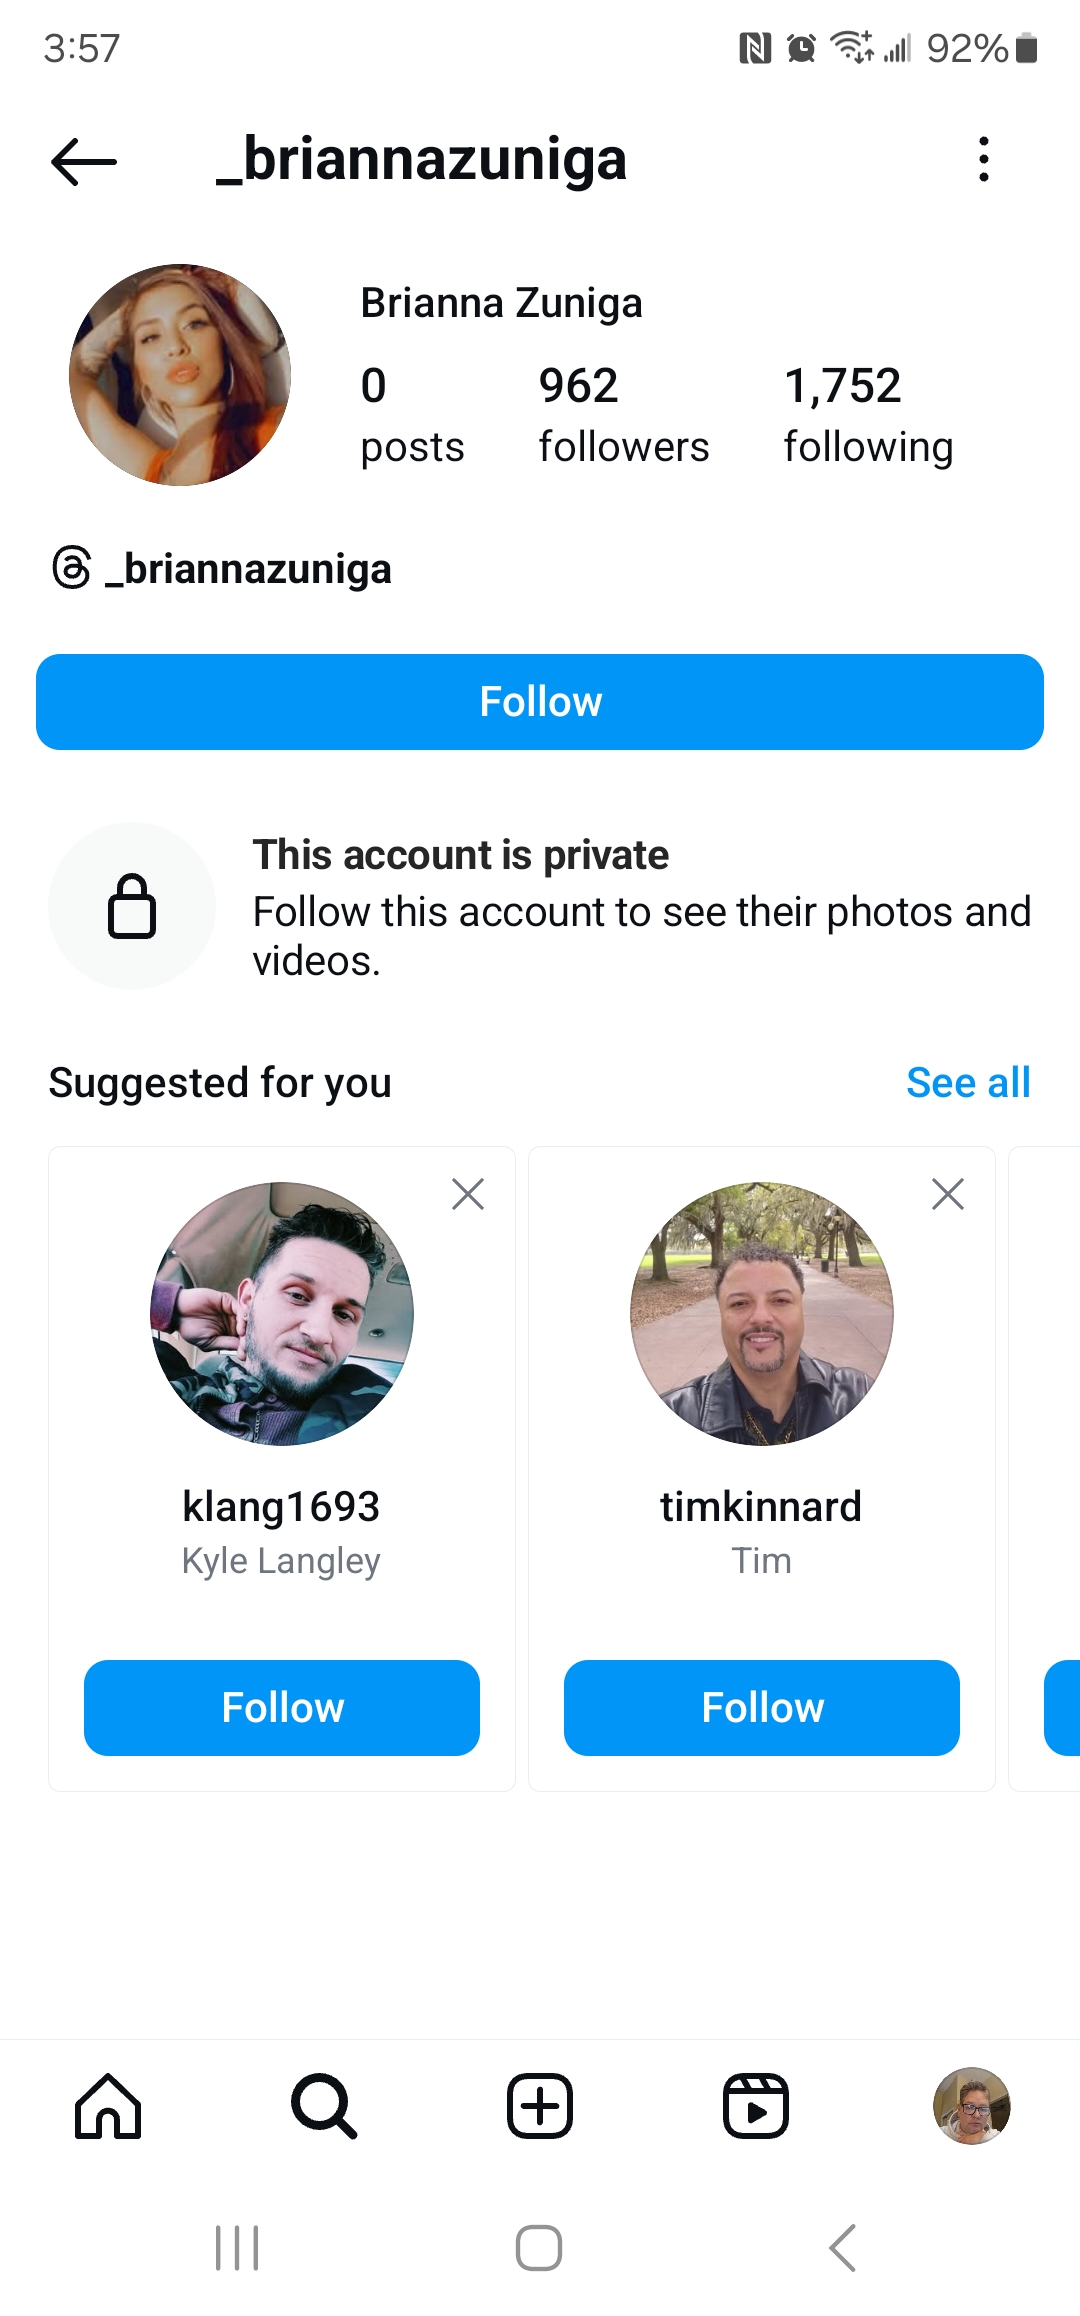 3:57
92%
_briannazuniga
Brianna Zuniga
0 962 1,752
posts followers following
_briannazuniga
Follow
This account is private
Follow this account to see their photos and
videos.
Suggested for you See all
klang1693 timkinnard
Kyle Langley Tim
Follow Follow